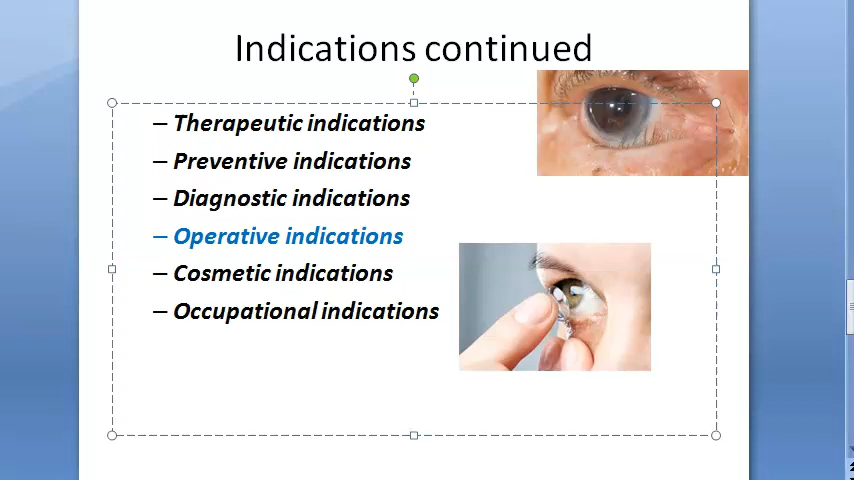 Indications continued
– Therapeutic indications
– Preventive indications
– Diagnostic indications
– Operative indications
– Cosmetic indications
– Occupational indications